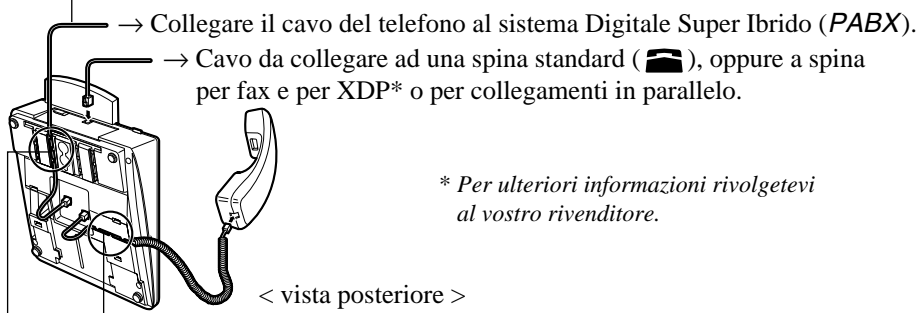 → Collegare il cavo del telefono al sistema Digitale Super Ibrido (PABX).
→ Cavo da collegare ad una spina standard ( ☎ ), oppure a spina
per fax e per XDP* o per collegamenti in parallelo.
* Per ulteriori informazioni rivolgetevi
al vostro rivenditore.
< vista posteriore >